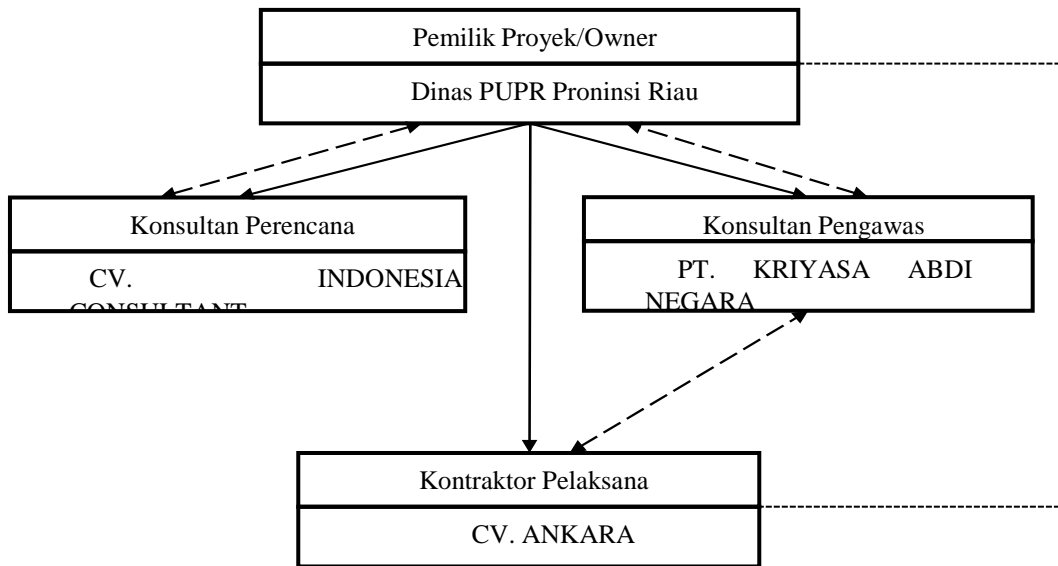 Pemilik Proyek/Owner
Dinas PUPR Proninsi Riau
Konsultan Perencana
CV. INDONESIA
CONSULTANT
Konsultan Pengawas
PT. KRIYASA ABDI
NEGARA
Kontraktor Pelaksana
CV. ANKARA